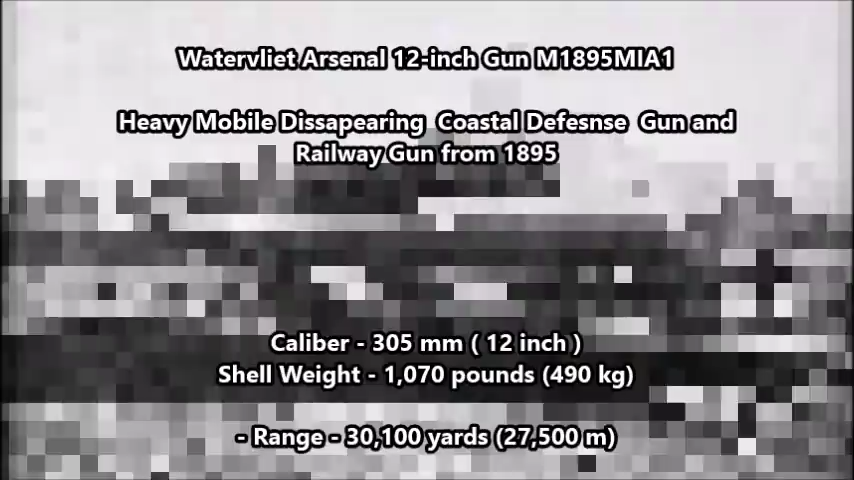 Watervliet Arsenal 12-inch Gun M1895MIA1
Heavy Mobile Dissapearing Coastal Defesnse Gun and
Railway Gun from 1895
Caliber - 305 mm ( 12 inch )
Shell Weight - 1,070 pounds (490 kg)
- Range - 30,100 yards (27,500 m)